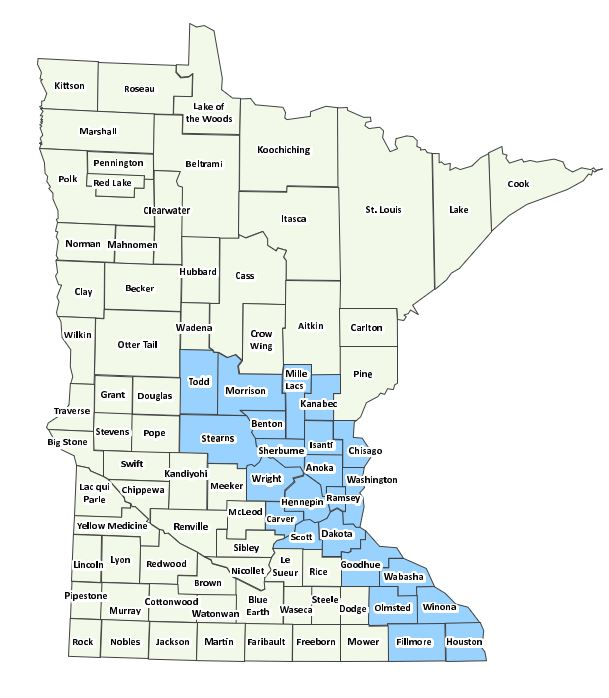 Kittson
Roseau
Lake of
the Woods
Marshall
Koochiching
Pennington
Beltrami
Polk
Red Lake
Cook
Clearwater
St. Louis
Lake
Itasca
Norman
Mahnomen
Hubbard
Cass
Clay
Becker
Wadena
Aitkin
Carlton
Wilkin
Crow
Wing
Otter Tail
Mille
Lacs
Pine
Todd
Morrison
Grant
Douglas
Kanabec
Traverse
Benton
Stevens
Pope
Stearns
Big Stone
Isanti
Sherburne
Chisago
Swift
Anoka
Kandiyohi
Wright
Washington
Lac qui
Parle
Chippewa
Meeker
Hennepin
Ramsey
McLeod
Carver
Yellow Medicine
Renville
Dakota
Scott
Sibley
Lincoln
Lyon
Redwood
Le
Sueur
Rice
Goodhue
Nicollet
Wabasha
Brown
Pipestone
Murray
Cottonwood
Watonwan
Blue
Earth
Waseca
Steele
Dodge
Olmsted
Winona
Rock
Nobles
Jackson
Martin
Faribault
Freeborn
Mower
Fillmore
Houston